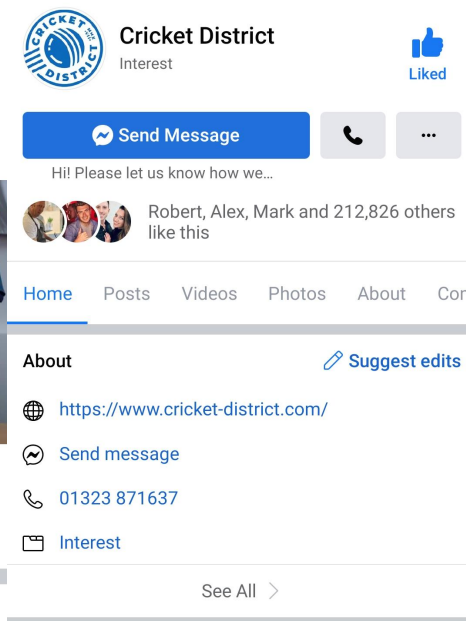 CRICKET
DISTRICT
Cricket District
Interest
Liked
Send Message
Hi! Please let us know how we...
Robert, Alex, Mark and 212,826 others
like this
Home Posts Videos Photos About Cor
About
Suggest edits
https://www.cricket-district.com/
Send message
01323 871637
Interest
See All